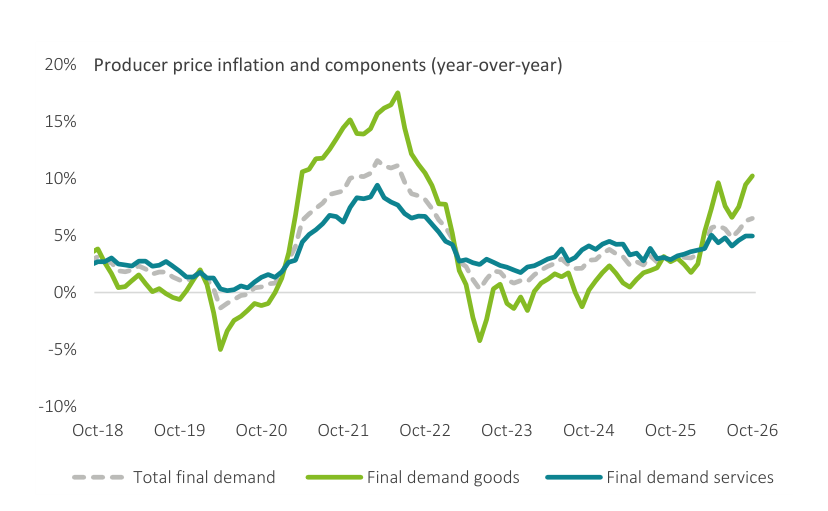 Producer price inflation and components (year-over-year)
20%
15%
10%
5%
0%
-5%
-10%
Oct-18 Oct-19 Oct-20 Oct-21 Oct-22 Oct-23 Oct-24 Oct-25 Oct-26
Total final demand Final demand goods Final demand services